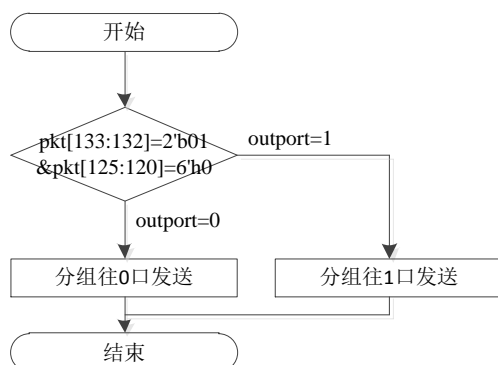 开始
pkt[133:132]=2'b01
&pkt[125:120]=6'h0
outport=1
outport=0
分组往0口发送
分组往1口发送
结束